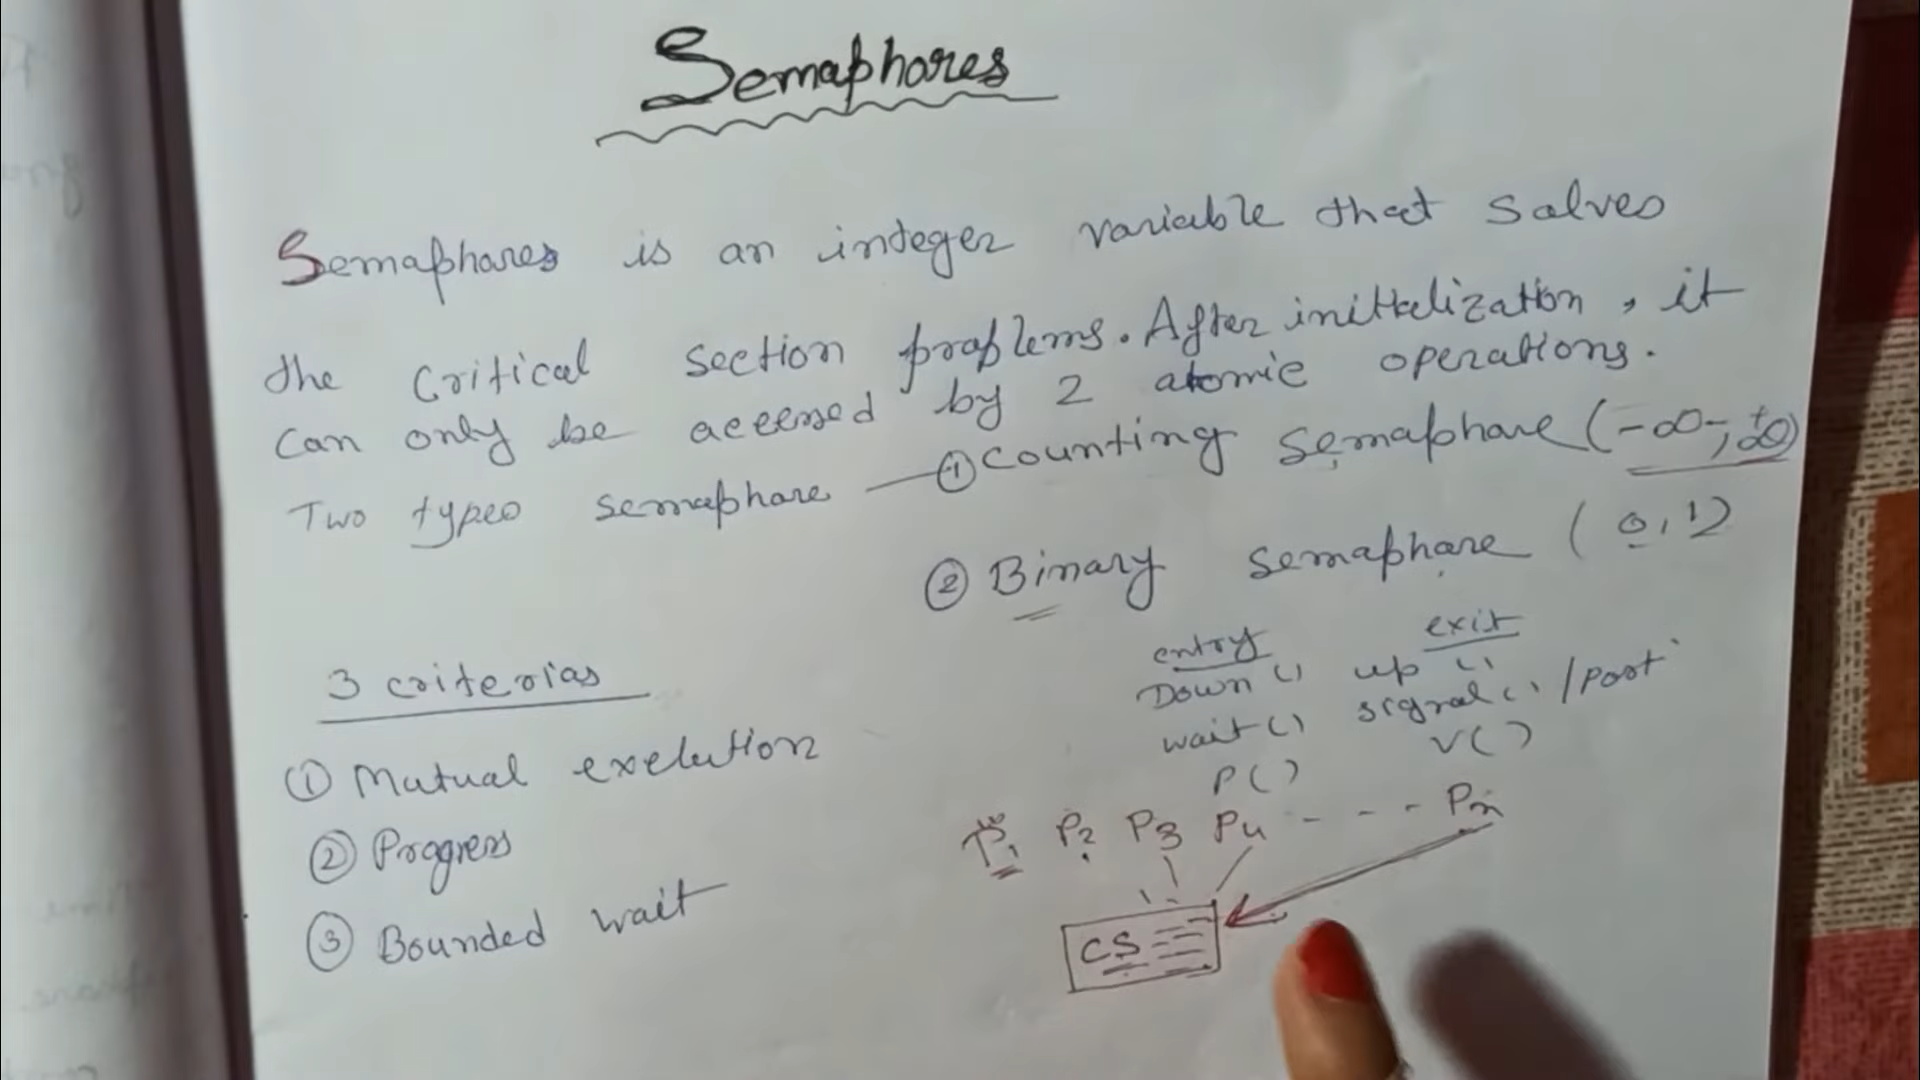 Semaphores
Semaphores is an integer variable that solves
the critical section problems. After initialization, it
can only be accessed by 2 atomic operations.
Two types semaphore — ① Counting semaphore (-∞, +∞)
② Binary semaphore (0,1)
3 criterias
① Mutual exclution
② Progress
③ Bounded wait
entry exit
Down () up ()
wait () signal () /post
P() V()
P1 P2 P3 P4 - - - - Pn
CS